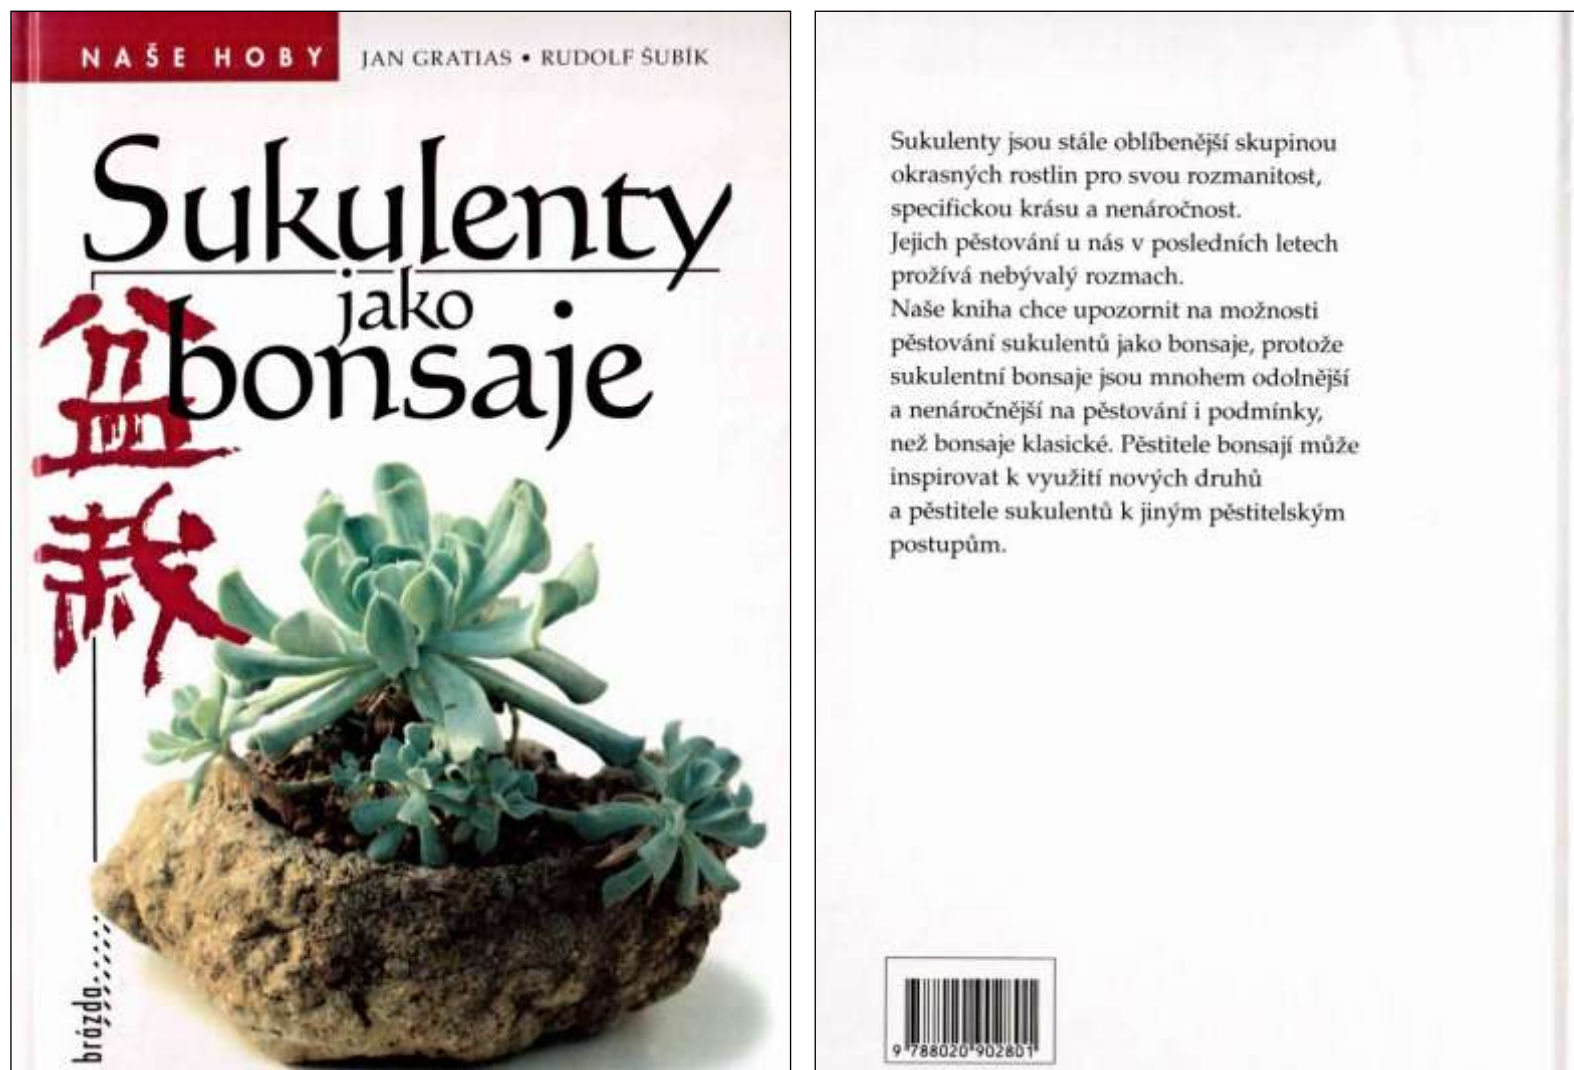 NAŠE HOBY
JAN GRATIAS • RUDOLF ŠUBÍK
Sukulenty
jako
bonsaje
盆
栽
brázda
Sukulenty jsou stále oblíbenější skupinou
okrasných rostlin pro svou rozmanitost,
specifickou krásu a nenáročnost.
Jejich pěstování u nás v posledních letech
prožívá nebývalý rozmach.
Naše kniha chce upozornit na možnosti
pěstování sukulentů jako bonsaje, protože
sukulentní bonsaje jsou mnohem odolnější
a nenáročnější na pěstování i podmínky,
než bonsaje klasické. Pěstitele bonsají může
inspirovat k využití nových druhů
a pěstitele sukulentů k jiným pěstitelským
postupům.
9 788020 902801